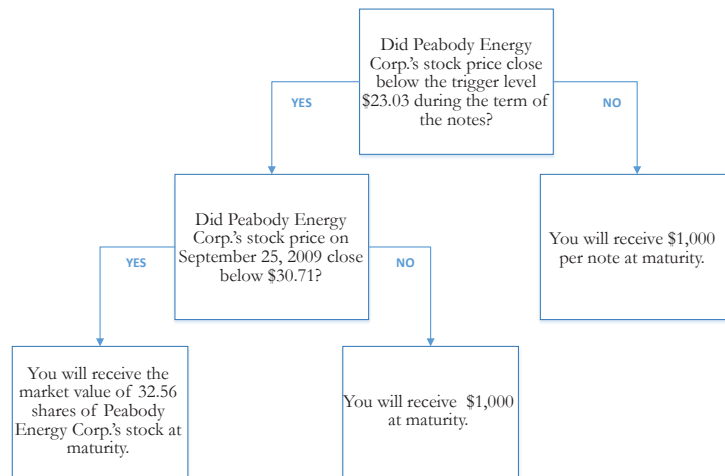 Did Peabody Energy
Corp.'s stock price close
below the trigger level
$23.03 during the term of
the notes?
YES
NO
Did Peabody Energy
Corp.'s stock price on
September 25, 2009 close
below $30.71?
You will receive $1,000
per note at maturity.
YES
NO
You will receive the
market value of 32.56
shares of Peabody
Energy Corp.'s stock at
maturity.
You will receive $1,000
at maturity.